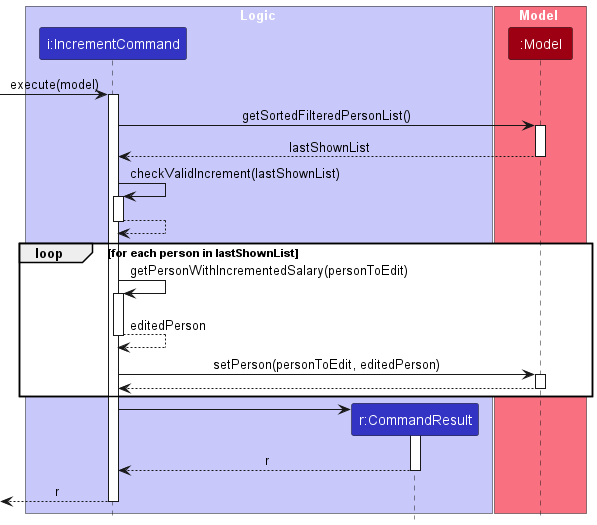 Logic
Model
i:IncrementCommand
:Model
execute(model)
getSortedFilteredPersonList()
lastShownList
checkValidIncrement(lastShownList)
loop
[for each person in lastShownList]
getPersonWithIncrementedSalary(personToEdit)
editedPerson
setPerson(personToEdit, editedPerson)
r:CommandResult
r
r